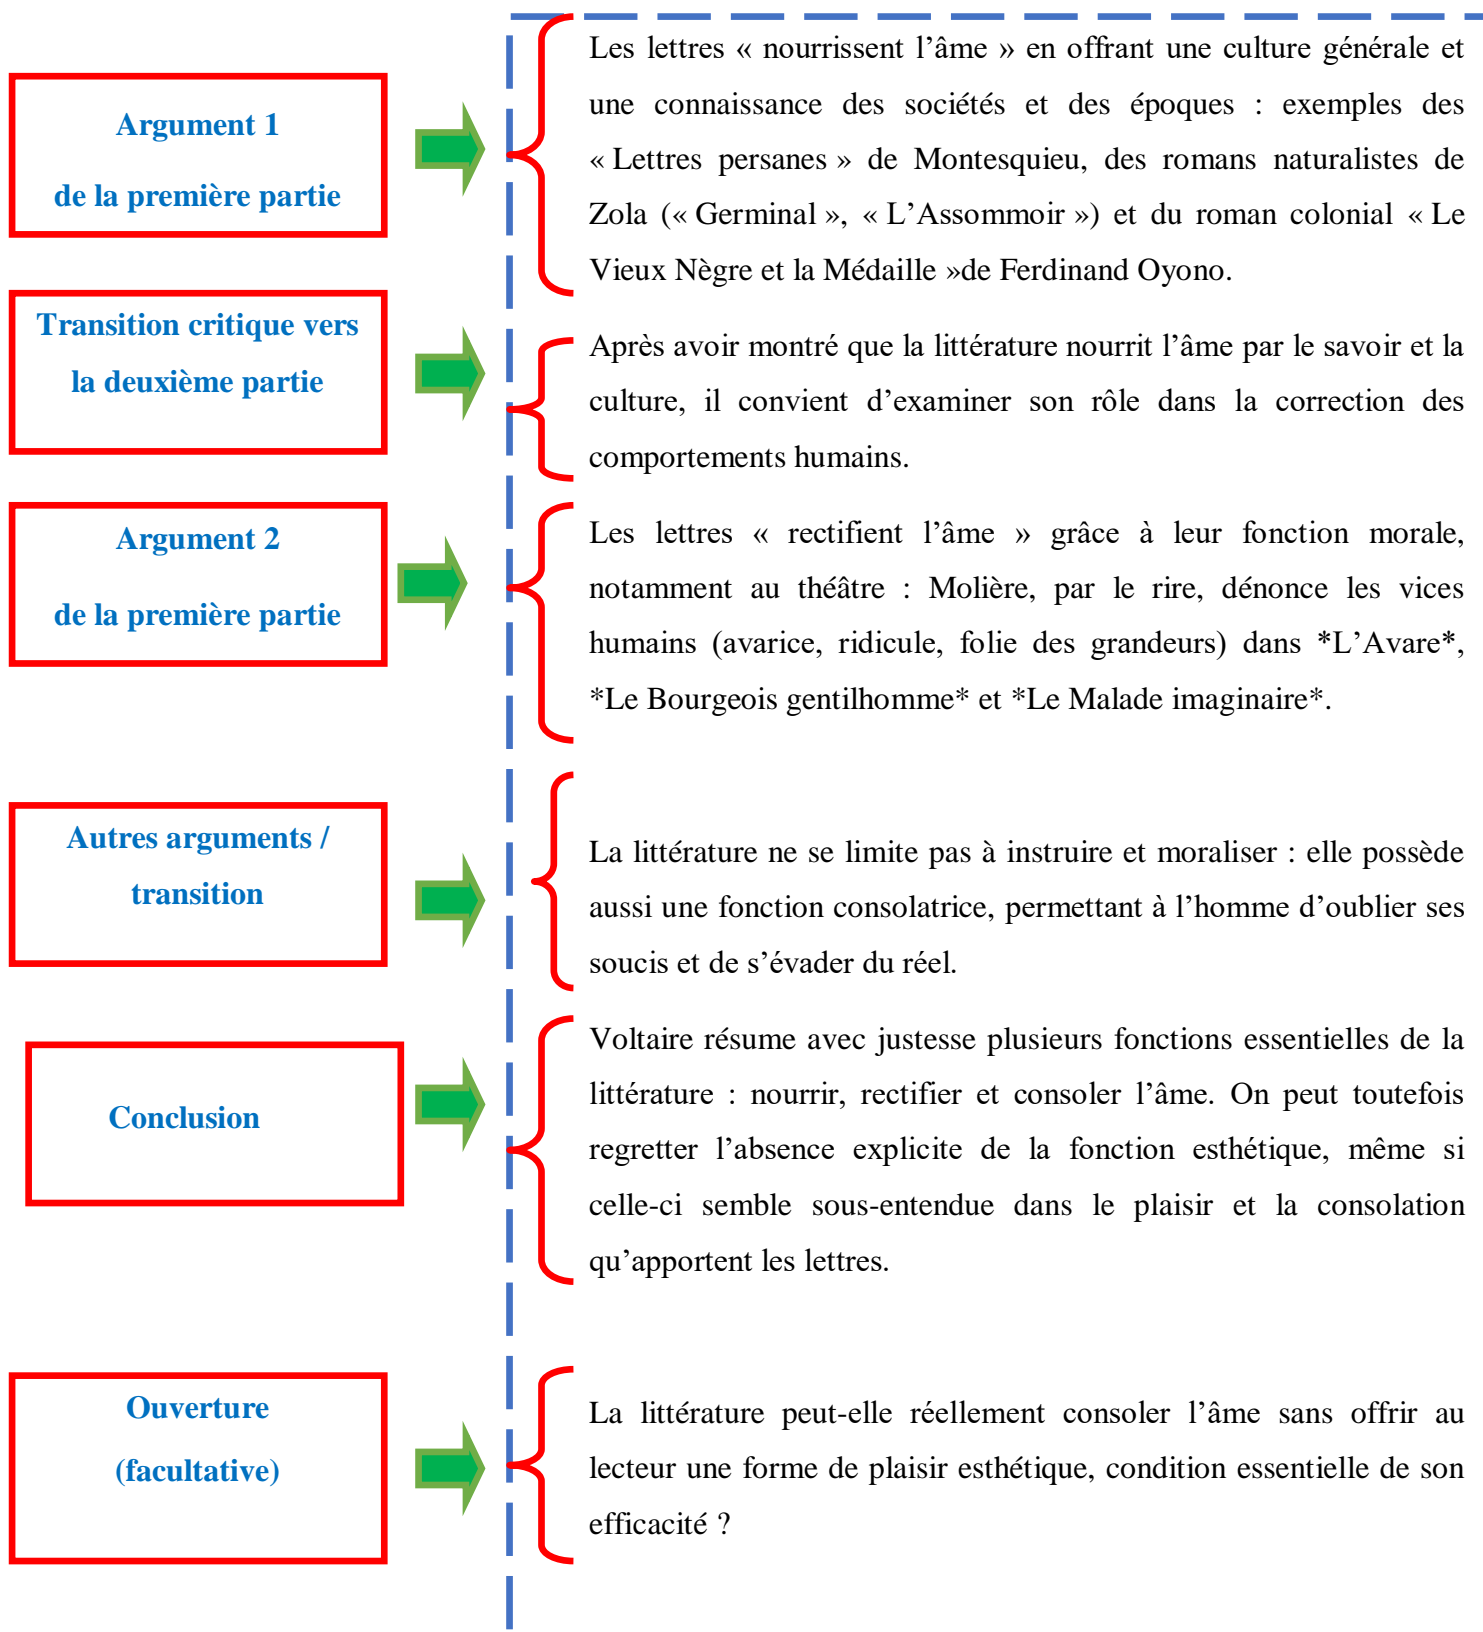 Argument 1
de la première partie
Les lettres « nourrissent l’âme » en offrant une culture générale et
une connaissance des sociétés et des époques : exemples des
« Lettres persanes » de Montesquieu, des romans naturalistes de
Zola (« Germinal », « L’Assommoir ») et du roman colonial « Le
Vieux Nègre et la Médaille »de Ferdinand Oyono.
Transition critique vers
la deuxième partie
Après avoir montré que la littérature nourrit l’âme par le savoir et la
culture, il convient d’examiner son rôle dans la correction des
comportements humains.
Argument 2
de la première partie
Les lettres « rectifient l’âme » grâce à leur fonction morale,
notamment au théâtre : Molière, par le rire, dénonce les vices
humains (avarice, ridicule, folie des grandeurs) dans *L’Avare*,
*Le Bourgeois gentilhomme* et *Le Malade imaginaire*.
Autres arguments /
transition
La littérature ne se limite pas à instruire et moraliser : elle possède
aussi une fonction consolatrice, permettant à l’homme d’oublier ses
soucis et de s’évader du réel.
Conclusion
Voltaire résume avec justesse plusieurs fonctions essentielles de la
littérature : nourrir, rectifier et consoler l’âme. On peut toutefois
regretter l’absence explicite de la fonction esthétique, même si
celle-ci semble sous-entendue dans le plaisir et la consolation
qu’apportent les lettres.
Ouverture
(facultative)
La littérature peut-elle réellement consoler l’âme sans offrir au
lecteur une forme de plaisir esthétique, condition essentielle de son
efficacité ?